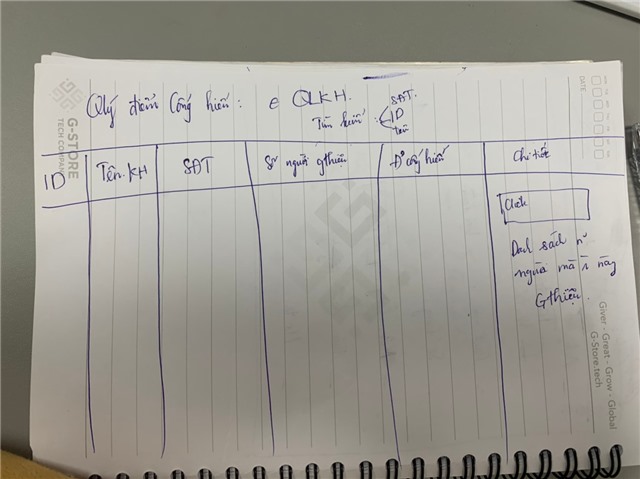 Qlý điểm Cống hiến: e QLKH.
Tìm kiếm: SĐT.
ID
tên
ID
Tên KH
SĐT
Số người gthiệu
Đ' cống hiến
Chi tiết
Click
Danh sách n~
người mà i này
Gthiệu.
G-STORE
TECH COMPANY
DATE
Giver - Great - Grow - Global
G-Store.tech